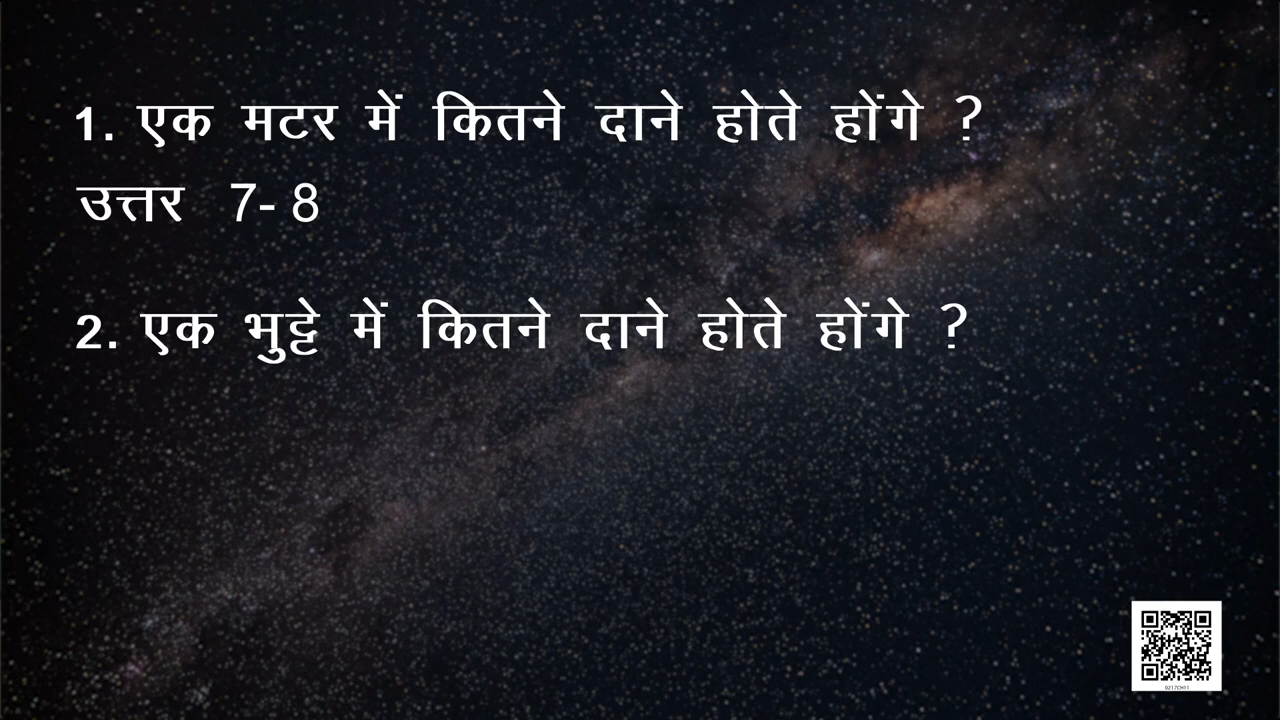 1. एक मटर में कितने दाने होते होंगे ?
उत्तर 7- 8
2. एक भुट्टे में कितने दाने होते होंगे ?